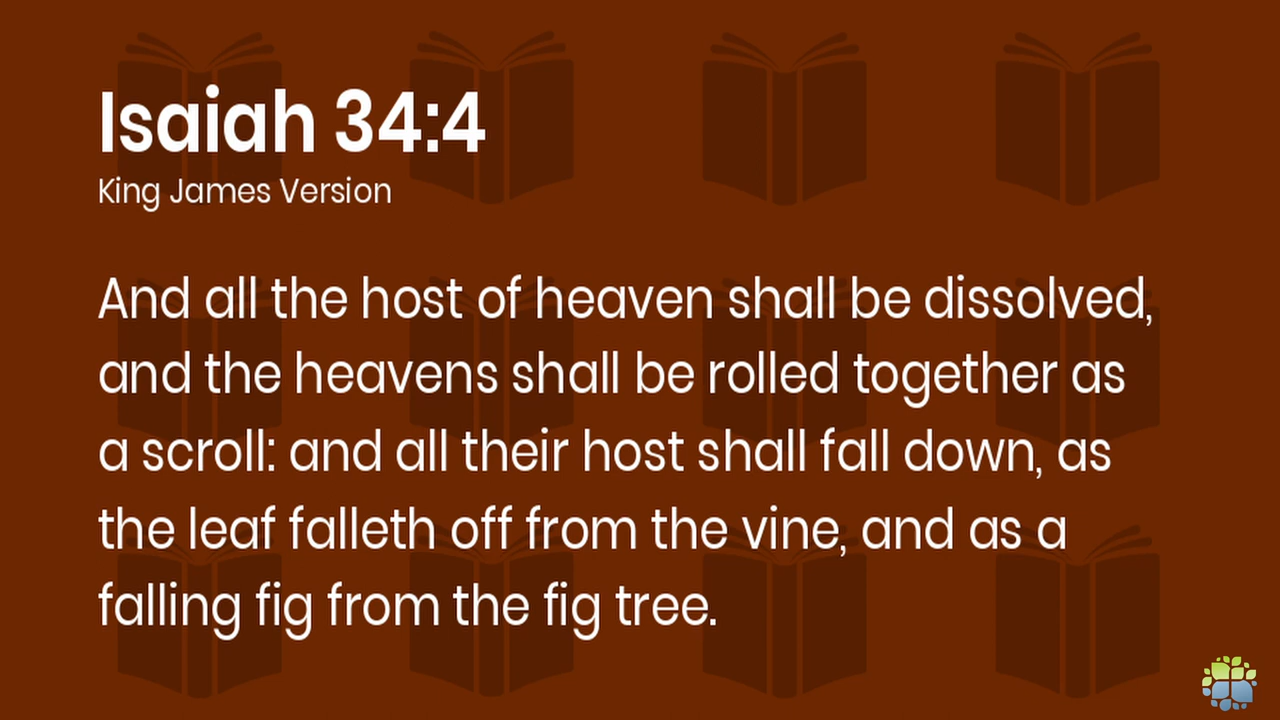 Isaiah 34:4
King James Version
And all the host of heaven shall be dissolved,
and the heavens shall be rolled together as
a scroll: and all their host shall fall down, as
the leaf falleth off from the vine, and as a
falling fig from the fig tree.